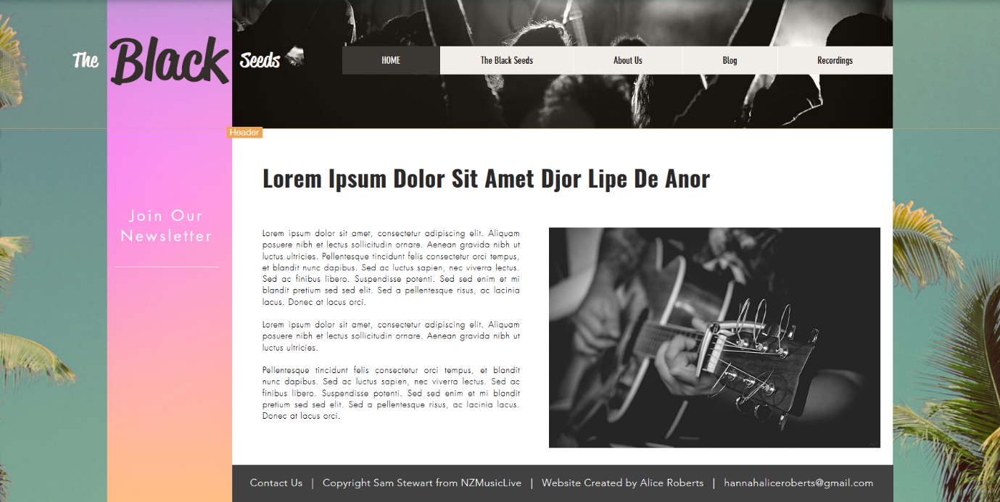 The Black Seeds
HOME The Black Seeds About Us Blog Recordings
Header
Join Our
Newsletter
Lorem Ipsum Dolor Sit Amet Djor Lipe De Anor
Lorem ipsum dolor sit amet, consectetur adipiscing elit. Aliquam
posuere nibh et lectus sollicitudin ornare. Aenean gravida nibh ut
luctus ultricies. Pellentesque tincidunt felis consectetur orci tempus,
et blandit nunc dapibus. Sed ac luctus sapien, nec viverra lectus.
Sed ac finibus libero. Suspendisse potenti. Sed sed enim et mi
blandit pretium sed sed elit. Sed a pellentesque risus, ac lacinia
lacus. Donec at lacus orci.
Lorem ipsum dolor sit amet, consectetur adipiscing elit. Aliquam
posuere nibh et lectus sollicitudin ornare. Aenean gravida nibh ut
luctus ultricies.
Pellentesque tincidunt felis consectetur orci tempus, et blandit
nunc dapibus. Sed ac luctus sapien, nec viverra lectus. Sed ac
finibus libero. Suspendisse potenti. Sed sed enim et mi blandit
pretium sed sed elit. Sed a pellentesque risus, ac lacinia lacus.
Donec at lacus orci.
Contact Us | Copyright Sam Stewart from NZMusicLive | Website Created by Alice Roberts | hannahaliceroberts@gmail.com